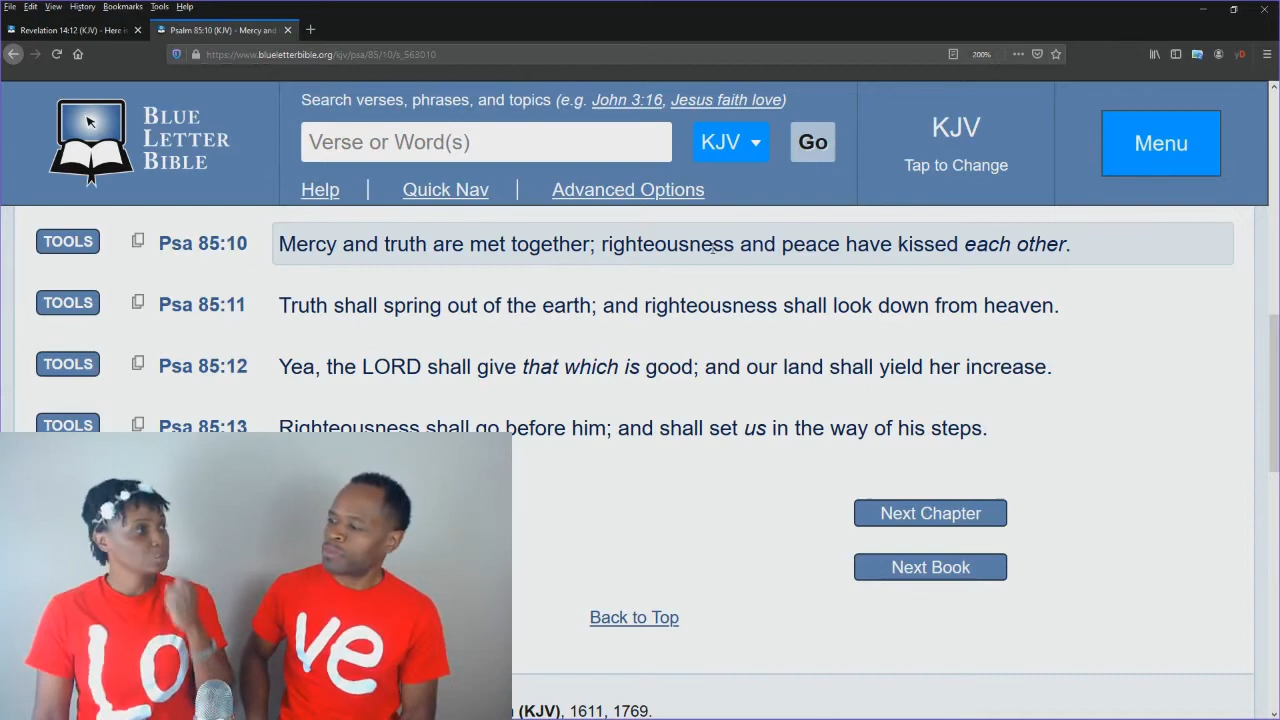 File Edit View History Bookmarks Tools Help
Revelation 14:12 (KJV) - Here is
Psalm 85:10 (KJV) - Mercy and
https://www.blueletterbible.org/kjv/psa/85/10/s_563010
200%
BLUE
LETTER
BIBLE
Search verses, phrases, and topics (e.g. John 3:16, Jesus faith love)
Verse or Word(s)
KJV
Go
Help | Quick Nav | Advanced Options
KJV
Tap to Change
Menu
TOOLS Psa 85:10 Mercy and truth are met together; righteousness and peace have kissed each other.
TOOLS Psa 85:11 Truth shall spring out of the earth; and righteousness shall look down from heaven.
TOOLS Psa 85:12 Yea, the LORD shall give that which is good; and our land shall yield her increase.
TOOLS Psa 85:13 Righteousness shall go before him; and shall set us in the way of his steps.
Next Chapter
Next Book
Back to Top
(KJV), 1611, 1769.
Lo
ve